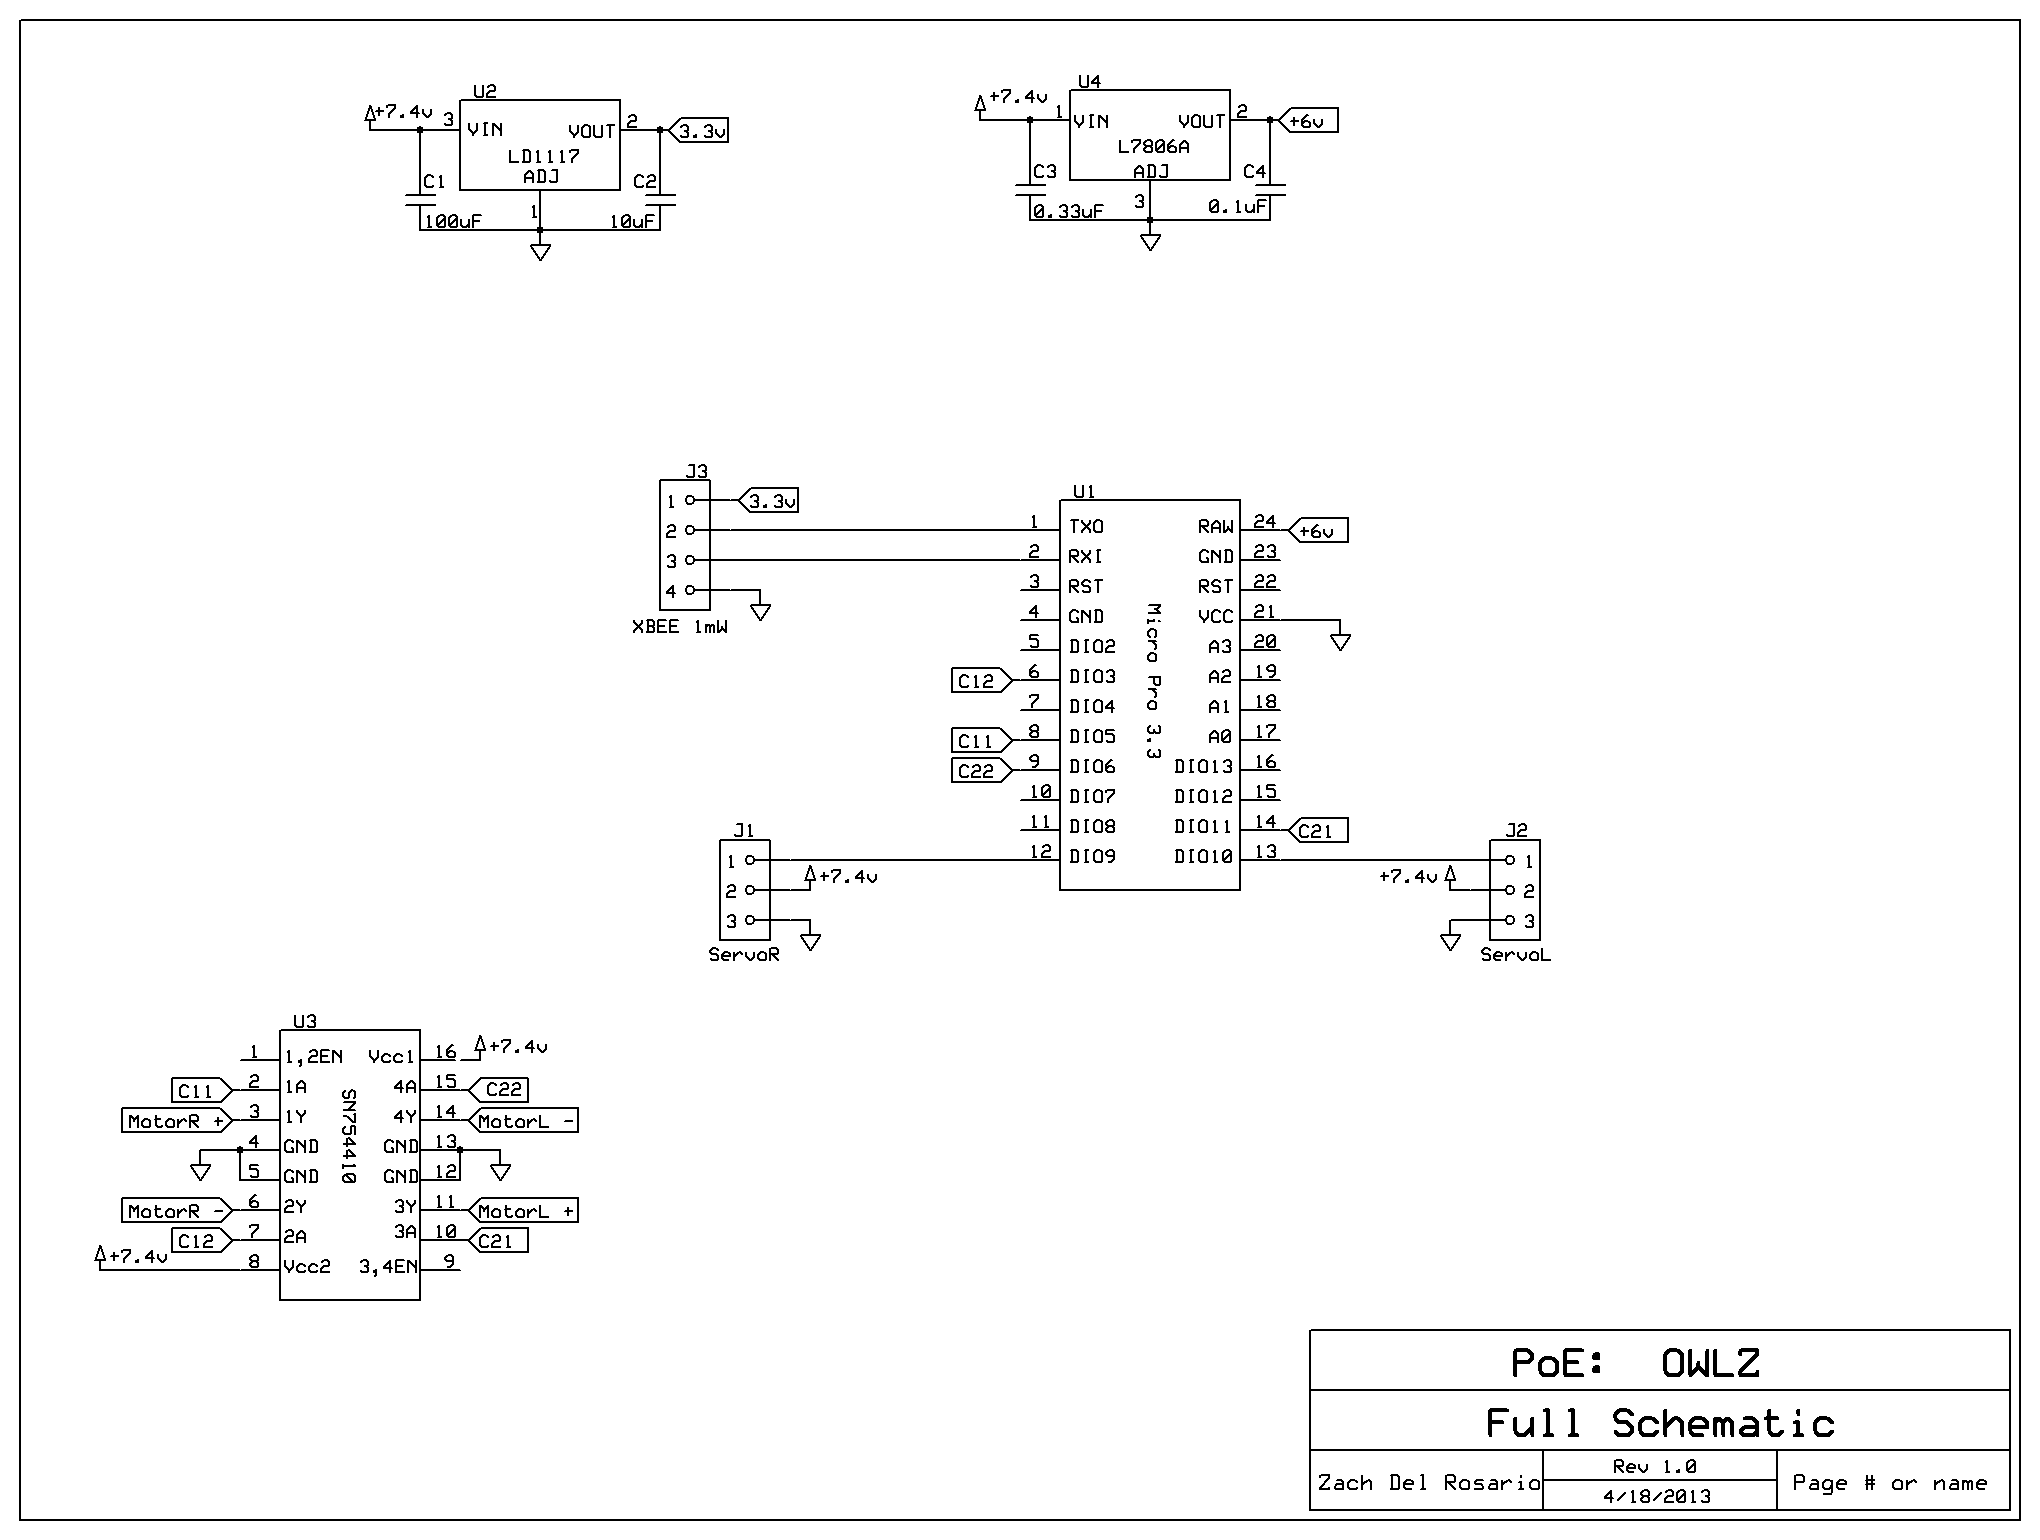 U2
+7.4v
3
VIN
VOUT
2
3.3v
LD1117
ADJ
C1
C2
1
100uF
10uF
U4
+7.4v
1
VIN
VOUT
2
+6v
L7806A
ADJ
C3
C4
3
0.33uF
0.1uF
J3
1
3.3v
2
3
4
XBEE 1mW
U1
1 TXO
2 RXI
3 RST
4 GND
5 DIO2
C12 6 DIO3
7 DIO4
C11 8 DIO5
C22 9 DIO6
10 DIO7
11 DIO8
12 DIO9
Micro Pro 3.3
RAW 24 +6v
GND 23
RST 22
VCC 21
A3 20
A2 19
A1 18
A0 17
DIO13 16
DIO12 15
DIO11 14 C21
DIO10 13
J1
1
2 +7.4v
3
ServoR
J2
1
+7.4v 2
3
ServoL
U3
1 1,2EN
C11 2 1A
MotorR + 3 1Y
4 GND
5 GND
MotorR - 6 2Y
C12 7 2A
+7.4v 8 Vcc2
SN754410
Vcc1 16 +7.4v
4A 15 C22
4Y 14 MotorL -
GND 13
GND 12
3Y 11 MotorL +
3A 10 C21
3,4EN 9
PoE: OWLZ
Full Schematic
Zach Del Rosario
Rev 1.0
4/18/2013
Page # or name